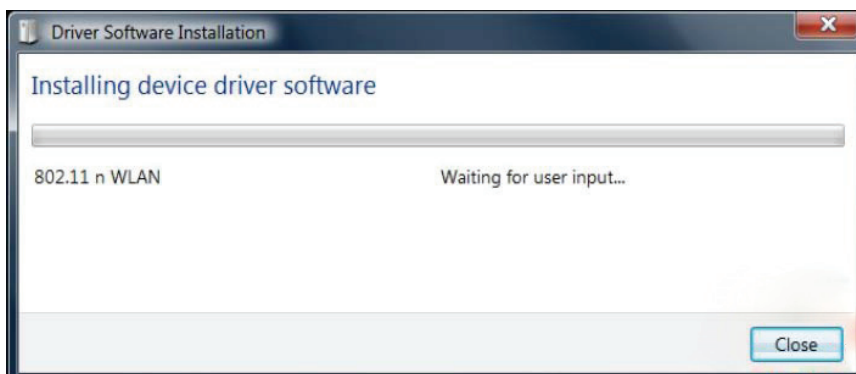 Driver Software Installation
Installing device driver software
802.11 n WLAN Waiting for user input...
Close